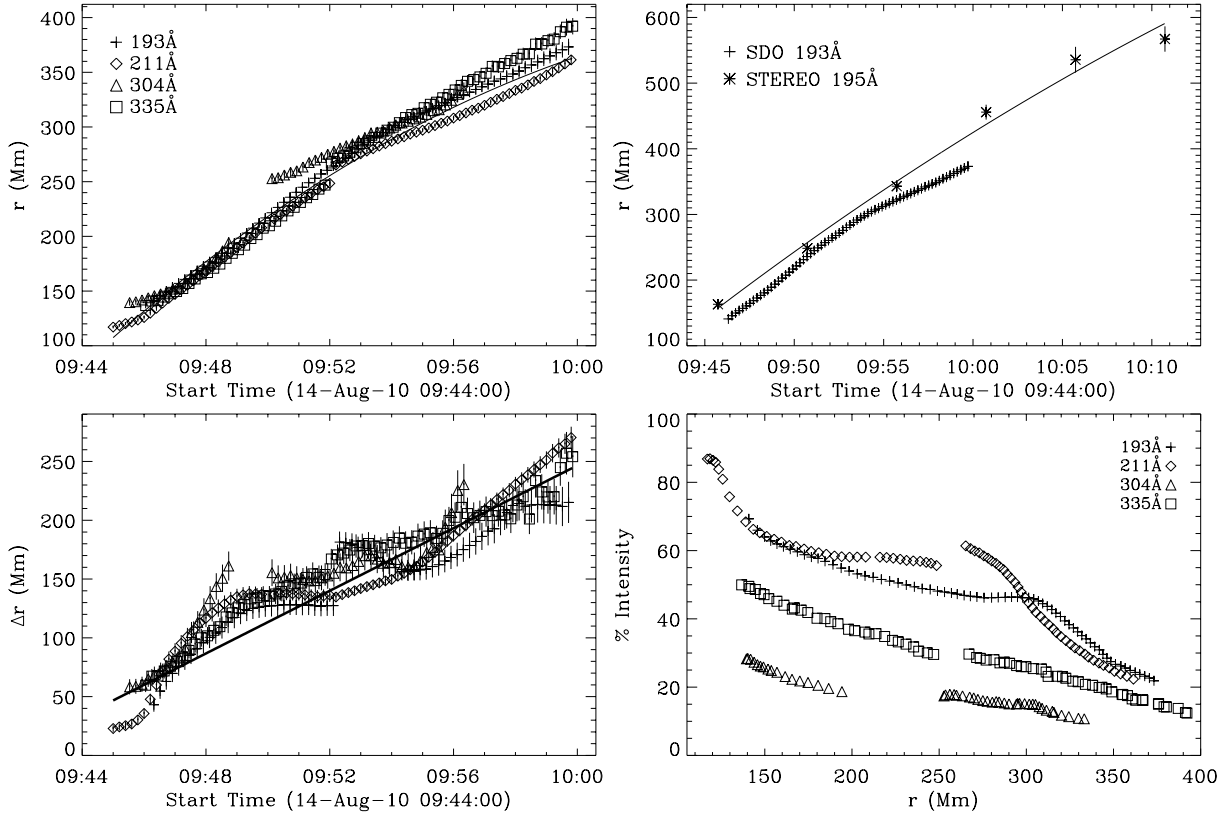 400
350
300
250
200
150
100
r (Mm)
193Å
211Å
304Å
335Å
09:44
09:48
09:52
09:56
10:00
Start Time (14-Aug-10 09:44:00)
600
500
400
300
200
100
r (Mm)
SDO 193Å
STEREO 195Å
09:45
09:50
09:55
10:00
10:05
10:10
Start Time (14-Aug-10 09:44:00)
250
200
150
100
50
0
Δr (Mm)
09:44
09:48
09:52
09:56
10:00
Start Time (14-Aug-10 09:44:00)
100
80
60
40
20
0
% Intensity
193Å
211Å
304Å
335Å
150
200
250
300
350
400
r (Mm)